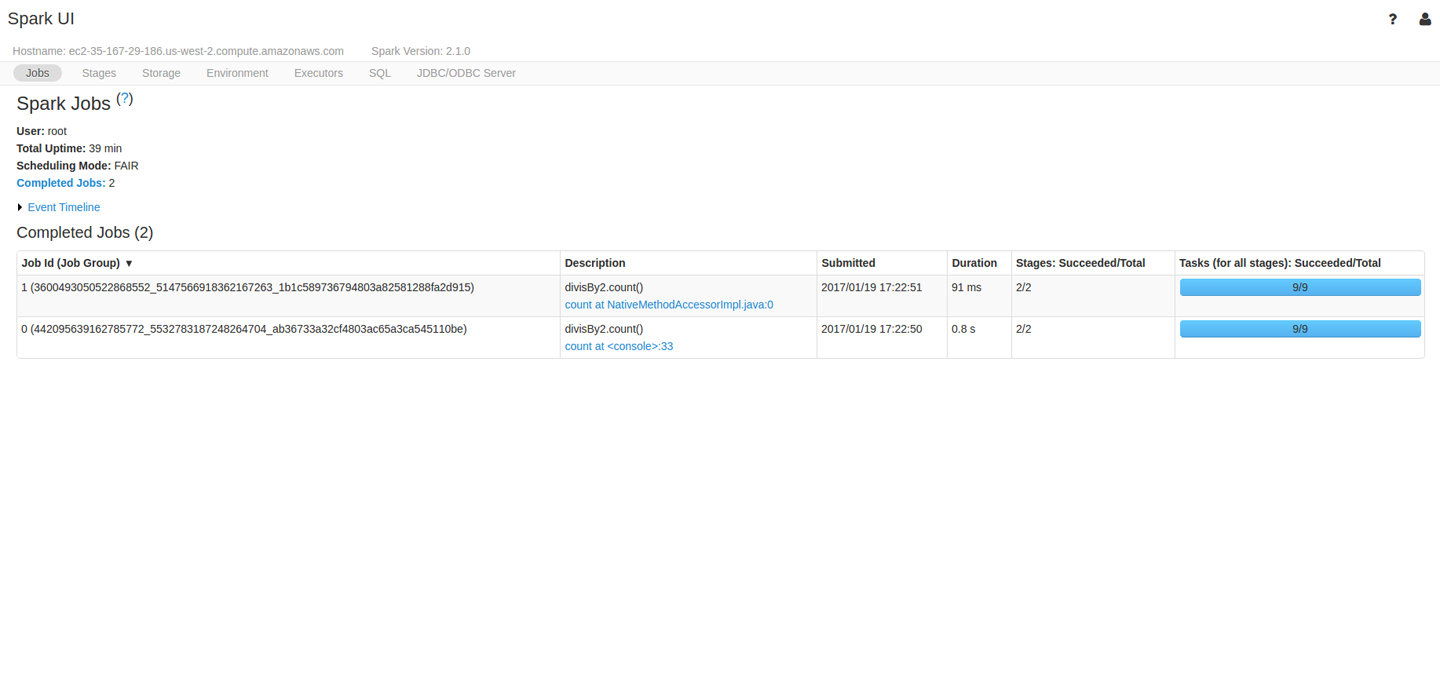 Spark UI
?
Hostname: ec2-35-167-29-186.us-west-2.compute.amazonaws.com Spark Version: 2.1.0
Jobs Stages Storage Environment Executors SQL JDBC/ODBC Server
Spark Jobs (?)
User: root
Total Uptime: 39 min
Scheduling Mode: FAIR
Completed Jobs: 2
Event Timeline
Completed Jobs (2)
Job Id (Job Group) ▼ Description Submitted Duration Stages: Succeeded/Total Tasks (for all stages): Succeeded/Total
1 (3600493050522868552_5147566918362167263_1b1c589736794803a82581288fa2d915) divisBy2.count() 2017/01/19 17:22:51 91 ms 2/2 9/9
count at NativeMethodAccessorImpl.java:0
0 (442095639162785772_5532783187248264704_ab36733a32cf4803ac65a3ca545110be) divisBy2.count() 2017/01/19 17:22:50 0.8 s 2/2 9/9
count at <console>:33